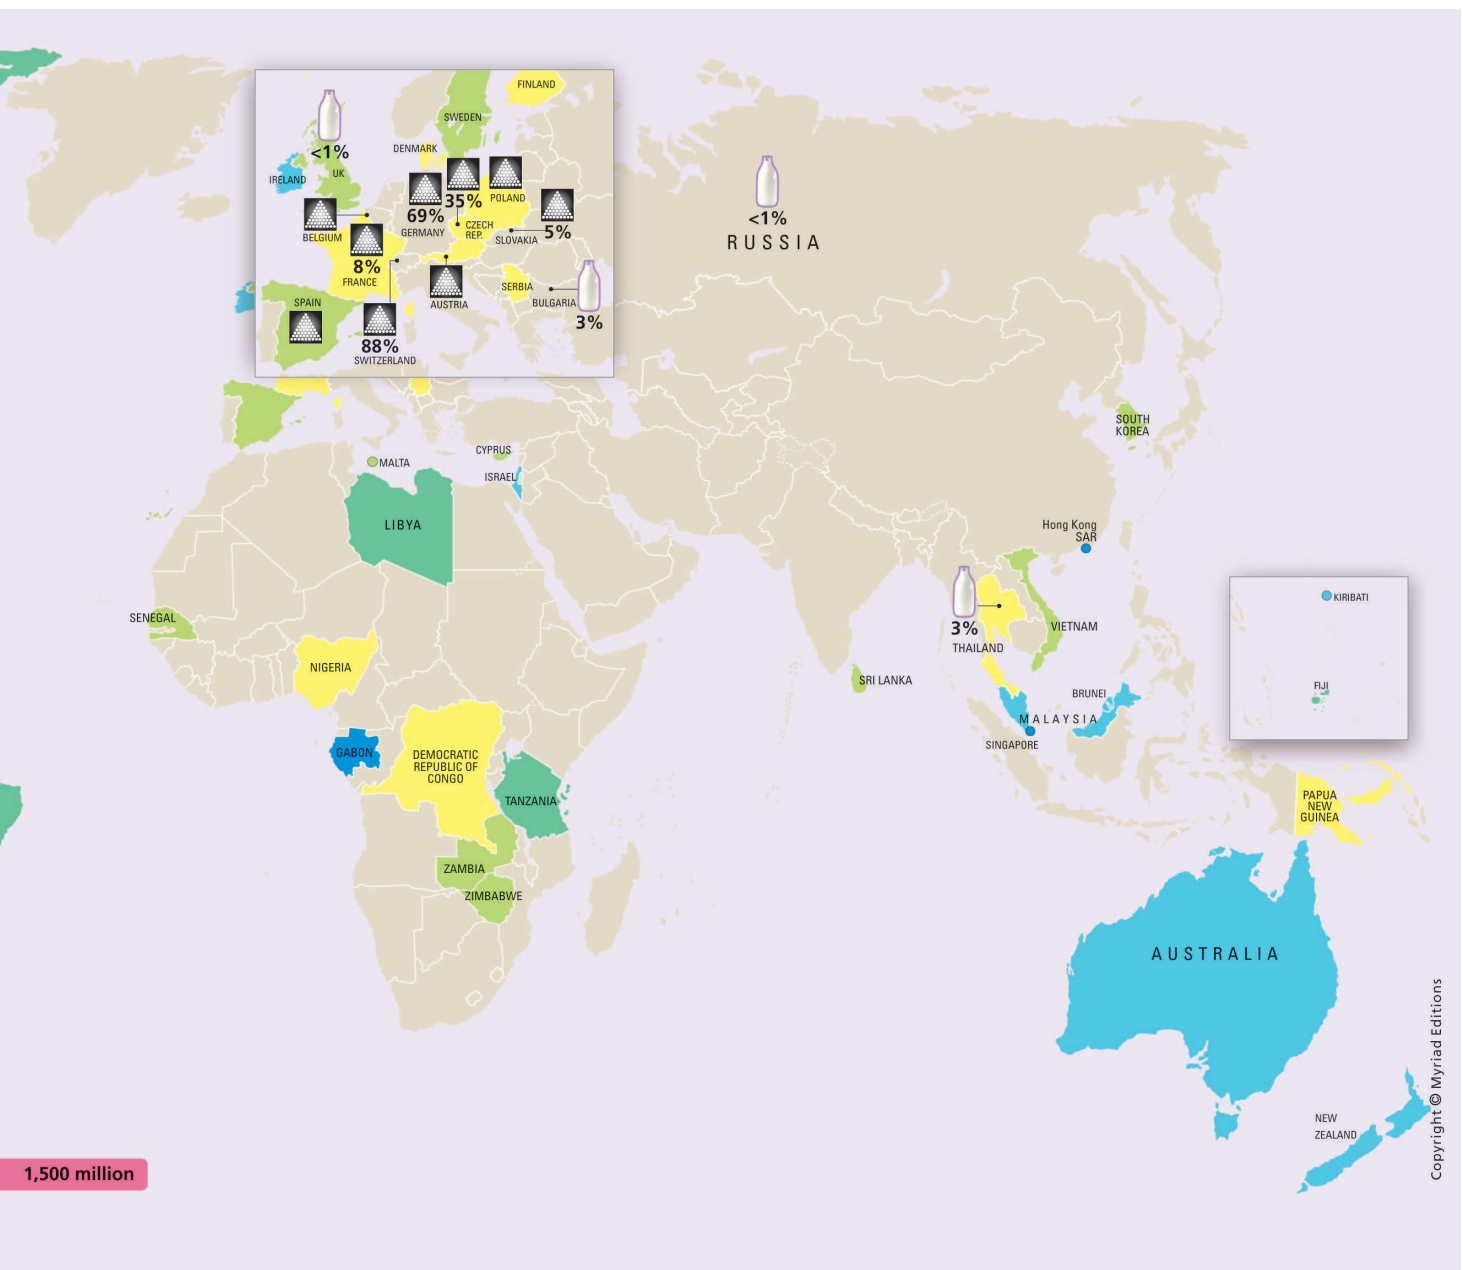 FINLAND
SWEDEN
DENMARK
<1%
IRELAND
UK
35%
POLAND
69%
GERMANY
CZECH
REP.
SLOVAKIA
5%
BELGIUM
8%
FRANCE
SERBIA
BULGARIA
3%
AUSTRIA
SPAIN
88%
SWITZERLAND
<1%
RUSSIA
SOUTH
KOREA
CYPRUS
MALTA
ISRAEL
LIBYA
Hong Kong
SAR
KIRIBATI
SENEGAL
3%
THAILAND
VIETNAM
NIGERIA
SRI LANKA
FIJI
BRUNEI
MALAYSIA
SINGAPORE
GABON
DEMOCRATIC
REPUBLIC OF
CONGO
TANZANIA
PAPUA
NEW
GUINEA
ZAMBIA
ZIMBABWE
AUSTRALIA
NEW
ZEALAND
Copyright © Myriad Editions
1,500 million